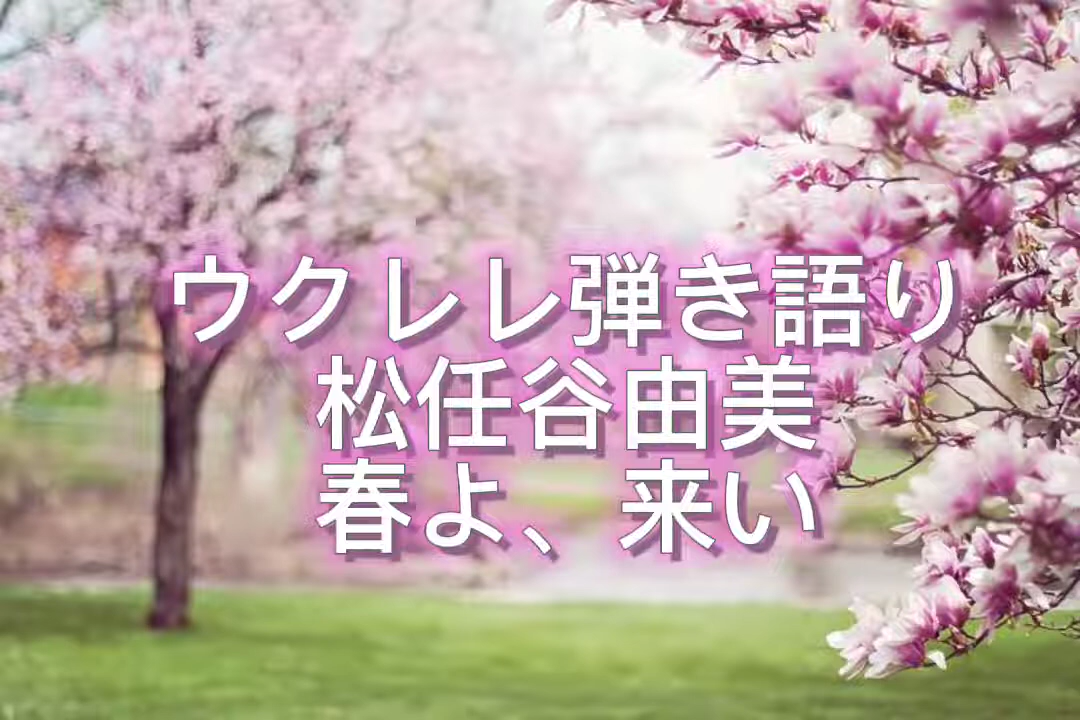 ウクレレ弾き語り
松任谷由美
春よ、来い